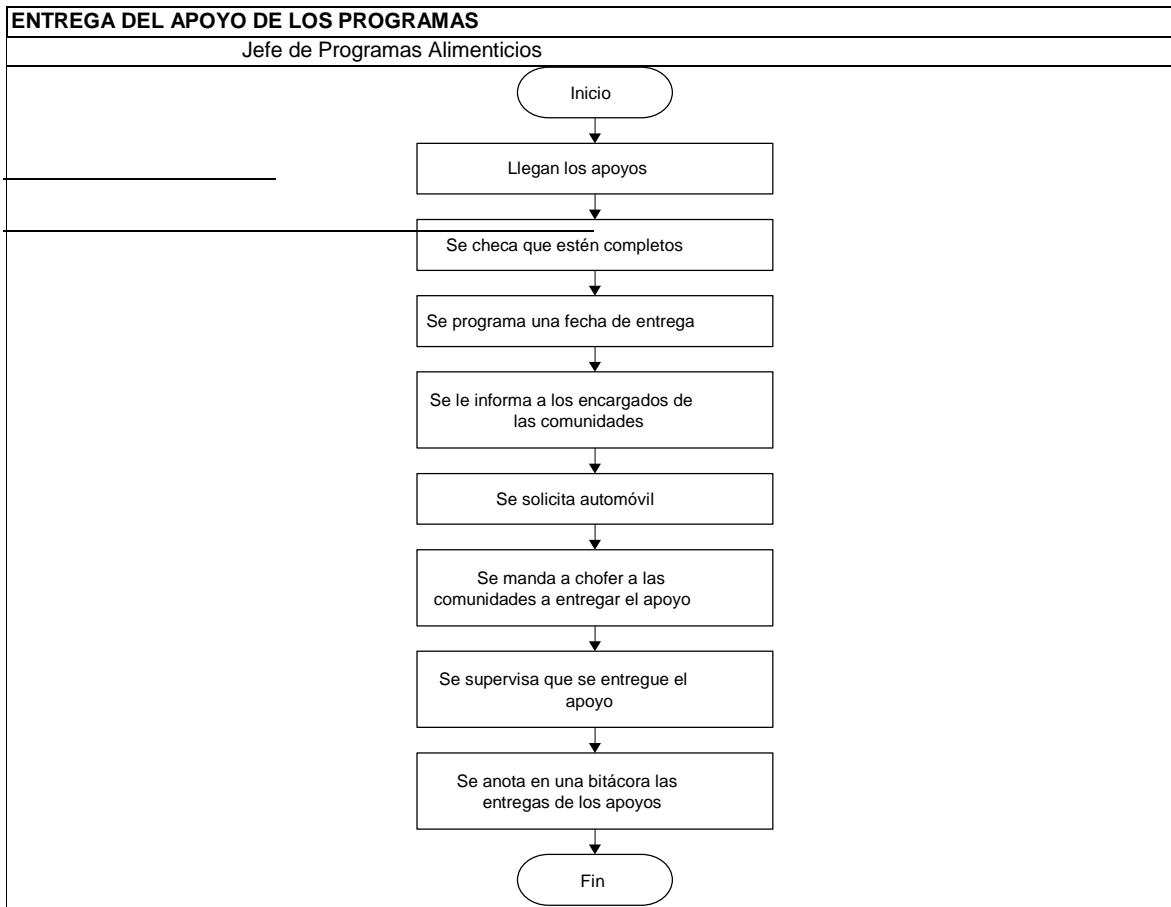 ENTREGA DEL APOYO DE LOS PROGRAMAS
Jefe de Programas Alimenticios
Inicio
Llegan los apoyos
Se checa que estén completos
Se programa una fecha de entrega
Se le informa a los encargados de
las comunidades
Se solicita automóvil
Se manda a chofer a las
comunidades a entregar el apoyo
Se supervisa que se entregue el
apoyo
Se anota en una bitácora las
entregas de los apoyos
Fin